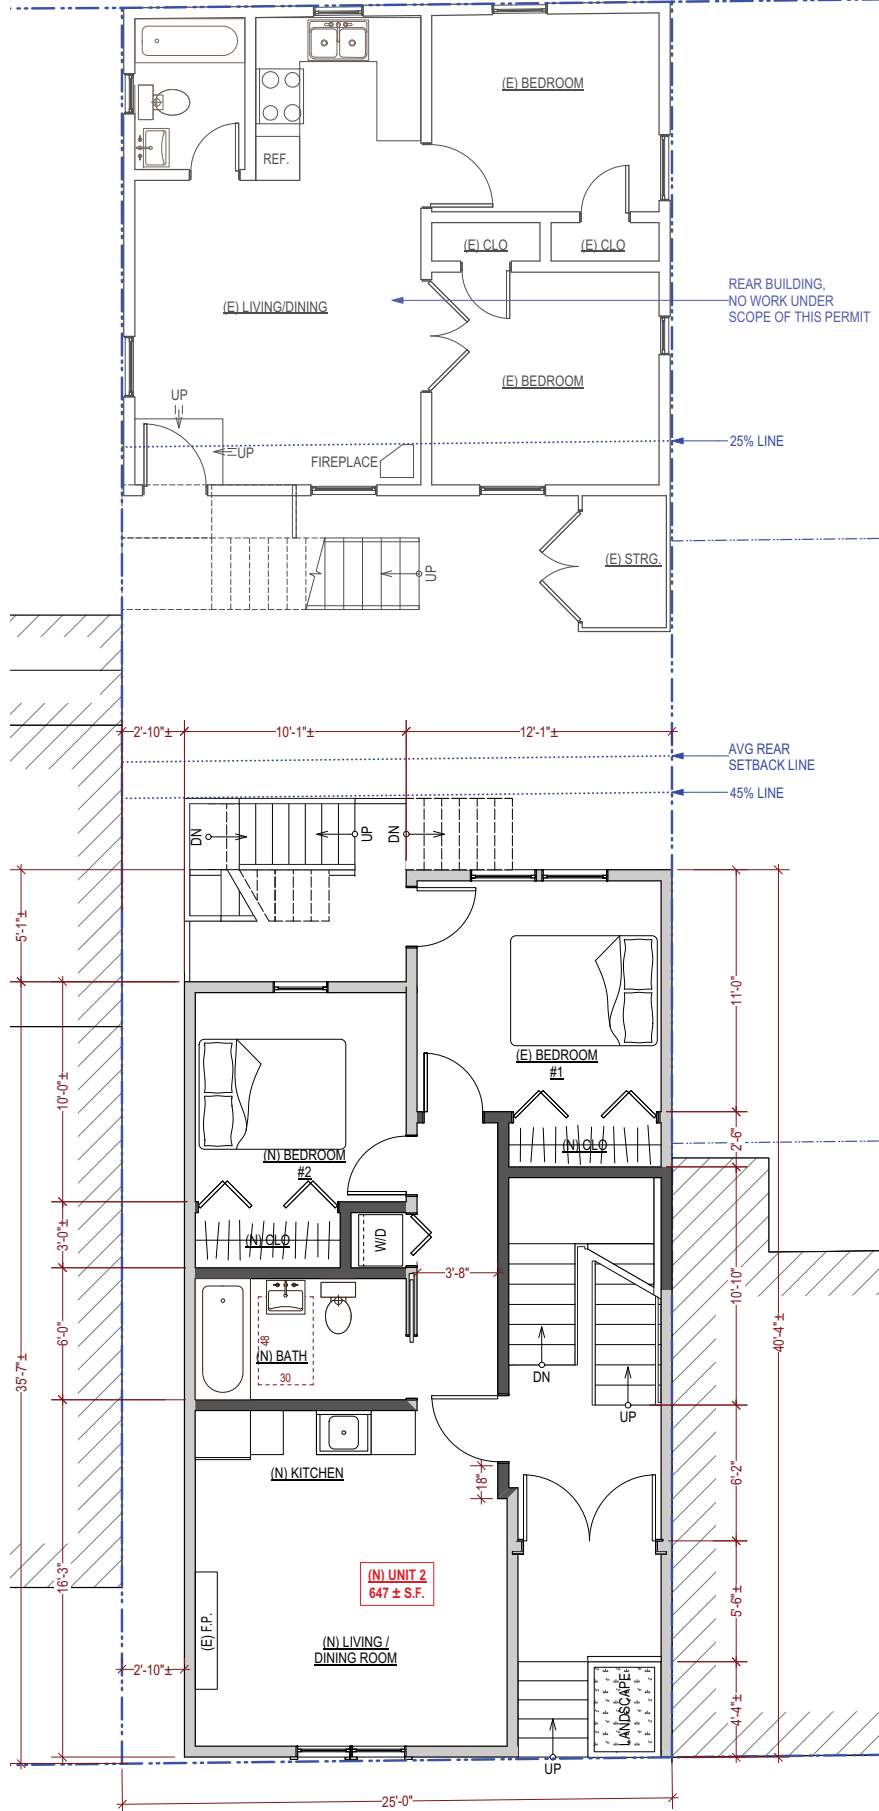 (E) BEDROOM
REF.
(E) CLO
(E) CLO
(E) LIVING/DINING
REAR BUILDING,
NO WORK UNDER
SCOPE OF THIS PERMIT
(E) BEDROOM
UP
UP
25% LINE
FIREPLACE
UP
(E) STRG.
2'-10"±
10'-1"±
12'-1"±
AVG REAR
SETBACK LINE
45% LINE
DN
UP
DN
5'-1"±
11'-0"
(E) BEDROOM
#1
10'-0"±
(N) BEDROOM
#2
(N) CLO
2'-6"
(N) CLO
W/D
3'-0"±
3'-8"
10'-10"
40'-4"±
35'-7"±
6'-0"
48
(N) BATH
30
DN
UP
(N) KITCHEN
18"
6'-2"
16'-3"
(N) UNIT 2
647 ± S.F.
5'-6"±
(E) F.P.
(N) LIVING /
DINING ROOM
2'-10"±
LANDSCAPE
4'-4"±
UP
25'-0"